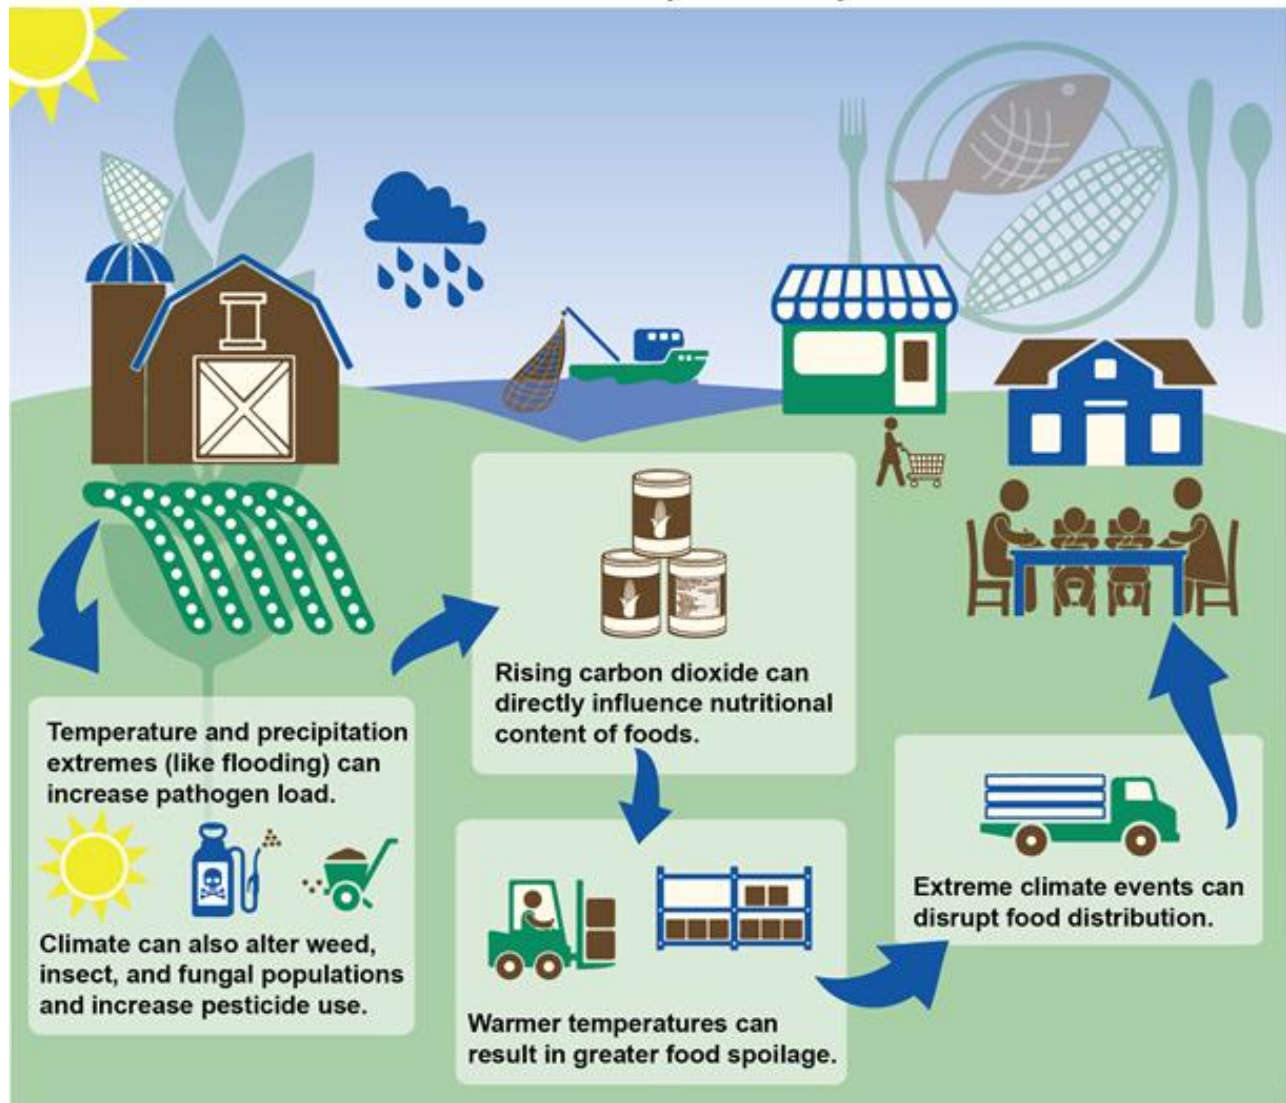 Temperature and precipitation
extremes (like flooding) can
increase pathogen load.
Climate can also alter weed,
insect, and fungal populations
and increase pesticide use.
Rising carbon dioxide can
directly influence nutritional
content of foods.
Warmer temperatures can
result in greater food spoilage.
Extreme climate events can
disrupt food distribution.